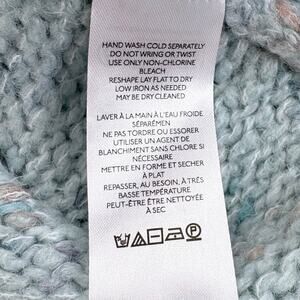 HAND WASH COLD SEPARATELY
DO NOT WRING OR TWIST
USE ONLY NON-CHLORINE
BLEACH
RESHAPE LAY FLAT TO DRY
LOW IRON AS NEEDED
MAY BE DRY CLEANED
LAVER À LA MAIN À L'EAU FROIDE
SÉPARÉMEN
NE PAS TORDRE OU ESSORER
UTILISER UN AGENT DE
BLANCHIMENT SANS CHLORE SI
NÉCESSAIRE
METTRE EN FORME ET SECHER
À PLAT
REPASSER, AU BESOIN, À TRÈS
BASSE TEMPÉRATURE
PEUT-ÊTRE ÊTRE NETTOYÉE
À SEC